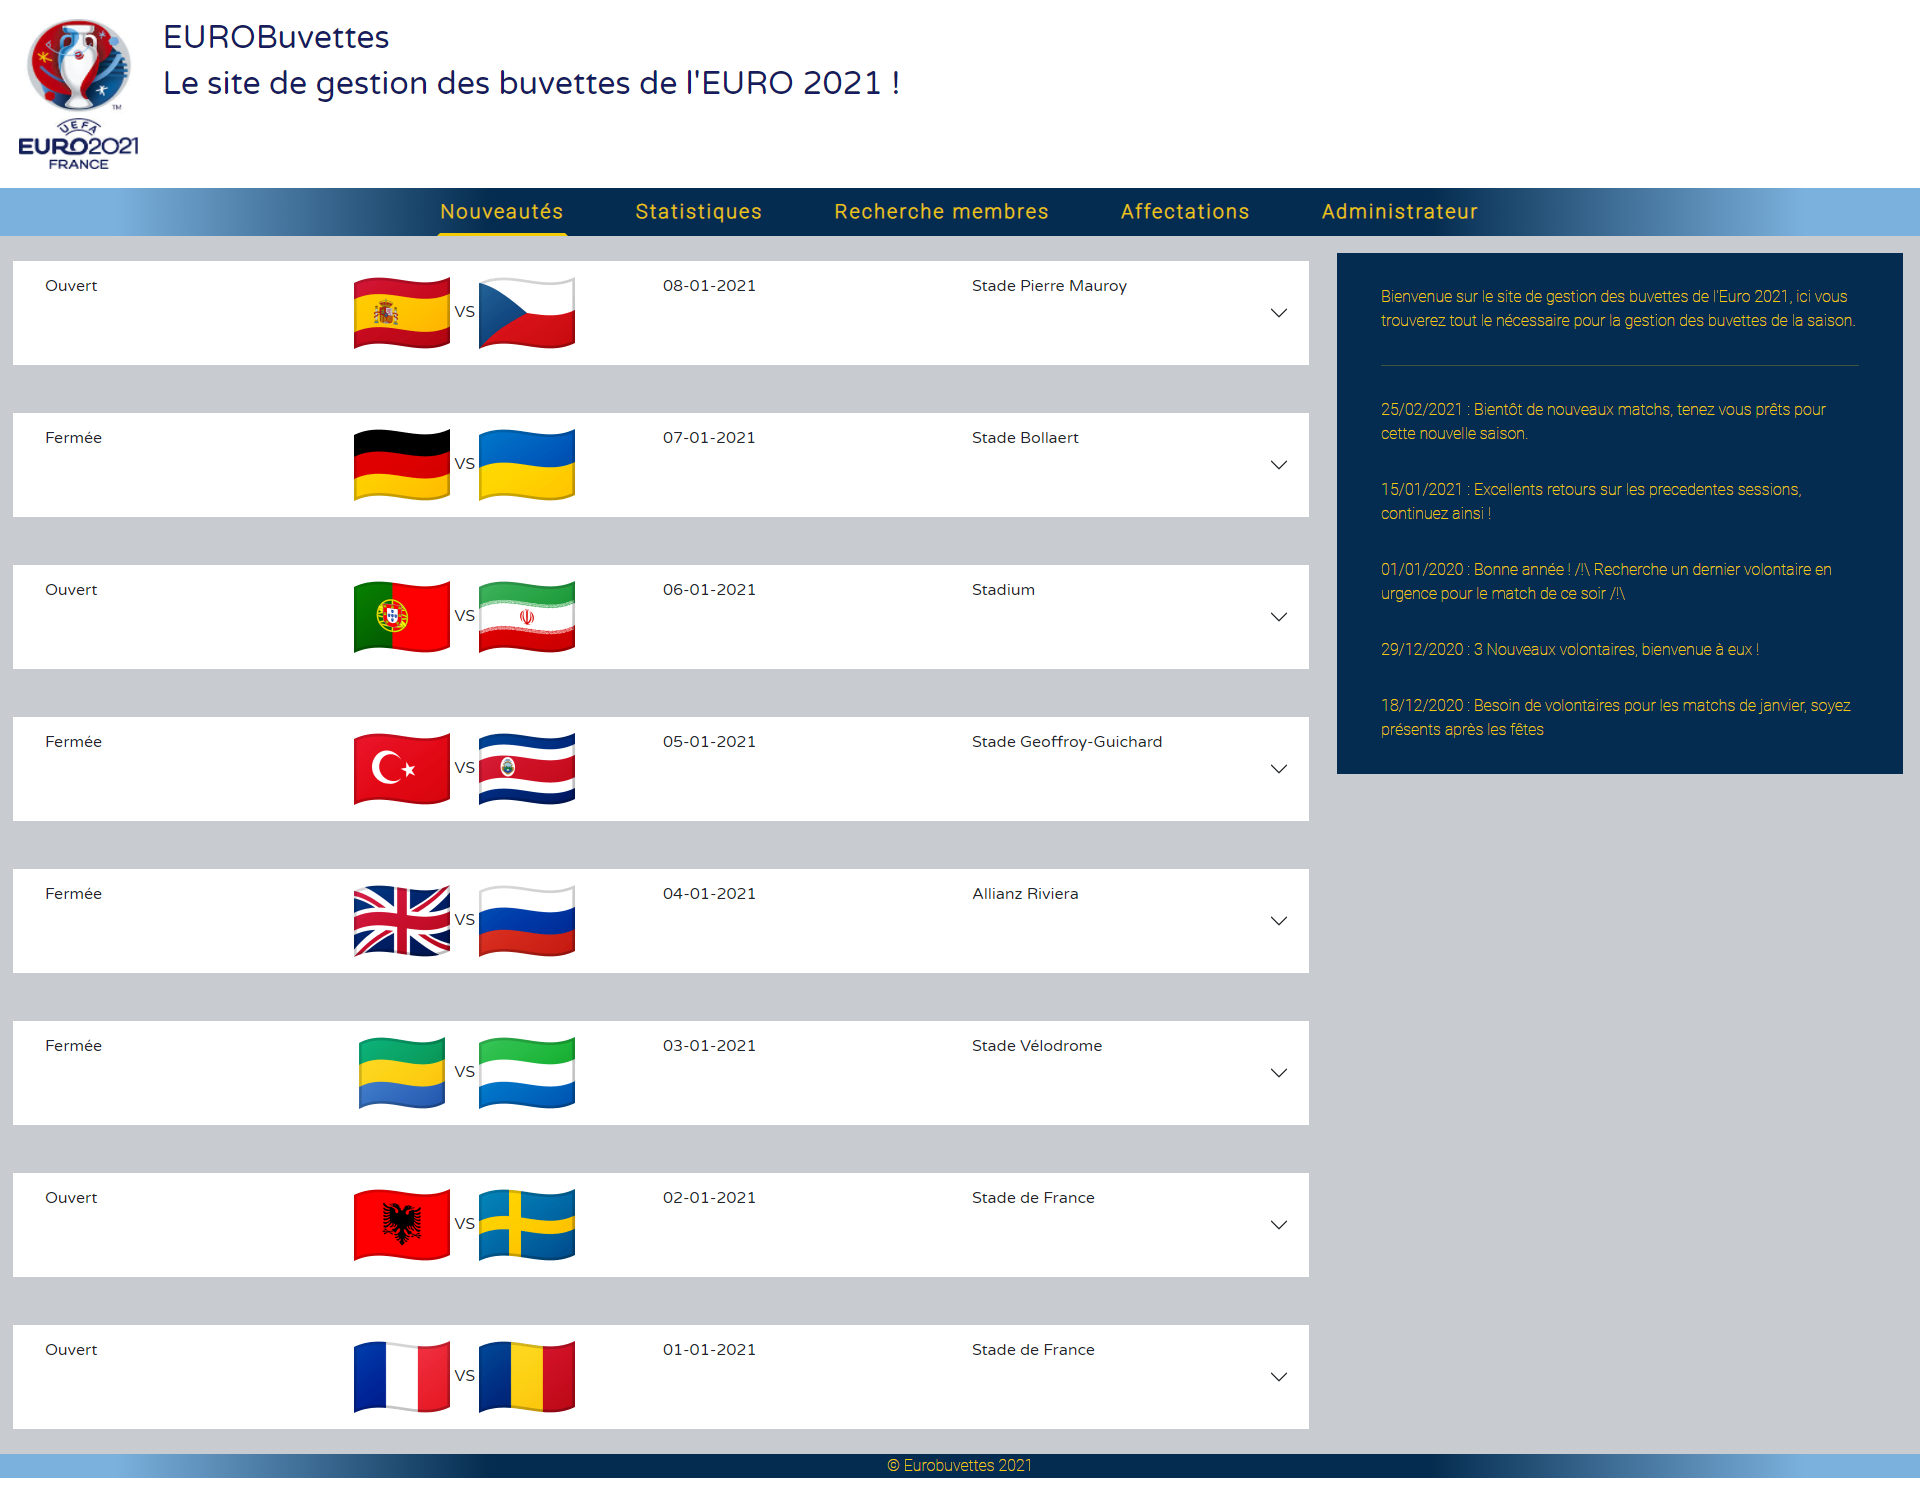 EUROBuvettes
Le site de gestion des buvettes de l'EURO 2021 !
TM
UEFA
EURO2021
FRANCE
Nouveautés Statistiques Recherche membres Affectations Administrateur
Ouvert VS 08-01-2021 Stade Pierre Mauroy
Fermée VS 07-01-2021 Stade Bollaert
Ouvert VS 06-01-2021 Stadium
Fermée VS 05-01-2021 Stade Geoffroy-Guichard
Fermée VS 04-01-2021 Allianz Riviera
Fermée VS 03-01-2021 Stade Vélodrome
Ouvert VS 02-01-2021 Stade de France
Ouvert VS 01-01-2021 Stade de France
Bienvenue sur le site de gestion des buvettes de l'Euro 2021, ici vous
trouverez tout le nécessaire pour la gestion des buvettes de la saison.
25/02/2021 : Bientôt de nouveaux matchs, tenez vous prêts pour
cette nouvelle saison.
15/01/2021 : Excellents retours sur les precedentes sessions,
continuez ainsi !
01/01/2020 : Bonne année ! /!\ Recherche un dernier volontaire en
urgence pour le match de ce soir /!\
29/12/2020 : 3 Nouveaux volontaires, bienvenue à eux !
18/12/2020 : Besoin de volontaires pour les matchs de janvier, soyez
présents après les fêtes
© Eurobuvettes 2021